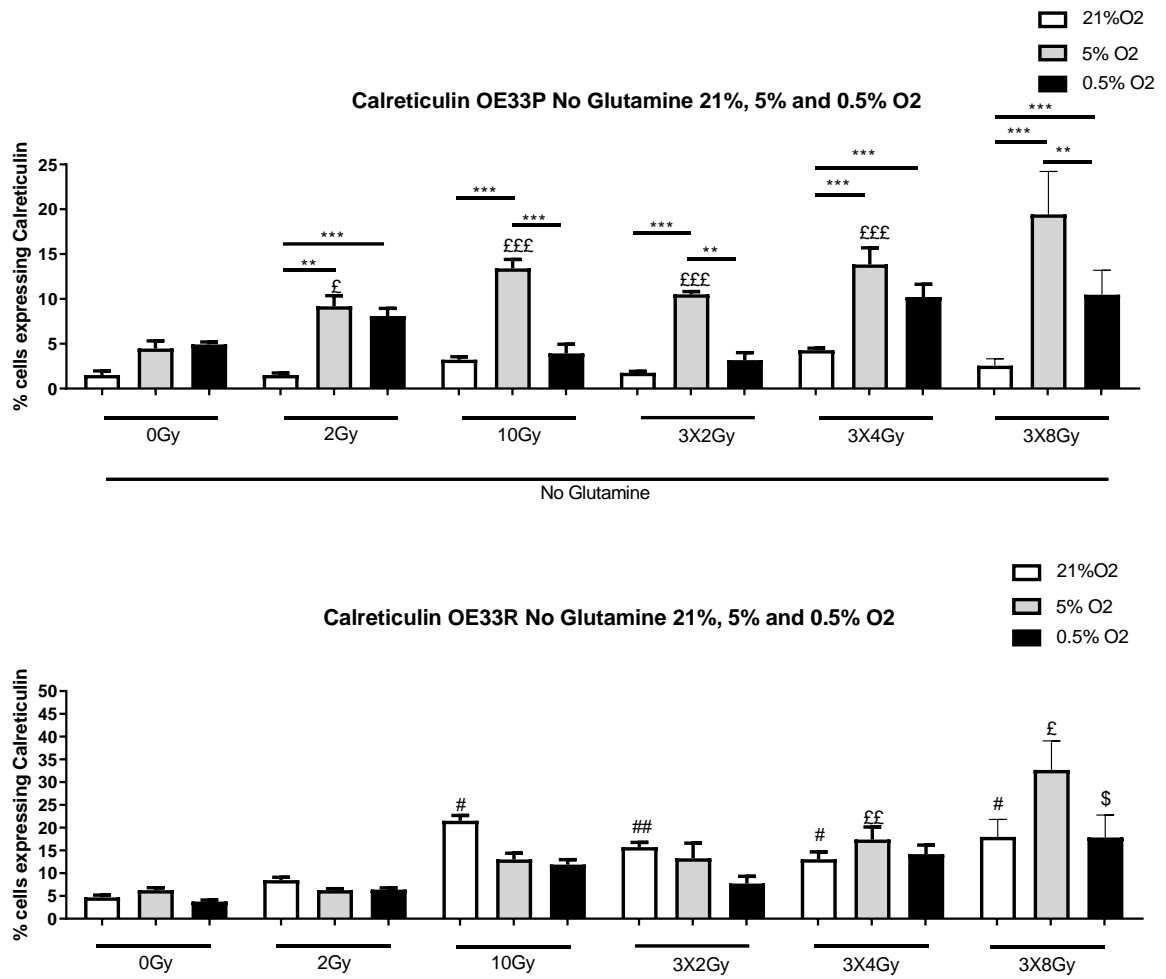 21%O2
5% O2
0.5% O2
Calreticulin OE33P No Glutamine 21%, 5% and 0.5% O2
% cells expressing Calreticulin
25
20
15
10
5
0
***
**
£
***
***
£££
***
***
£££
**
***
***
£££
***
***
**
0Gy
2Gy
10Gy
3X2Gy
3X4Gy
3X8Gy
No Glutamine
21%O2
5% O2
0.5% O2
Calreticulin OE33R No Glutamine 21%, 5% and 0.5% O2
% cells expressing Calreticulin
50
45
40
35
30
25
20
15
10
5
0
#
##
#
££
#
£
$
0Gy
2Gy
10Gy
3X2Gy
3X4Gy
3X8Gy